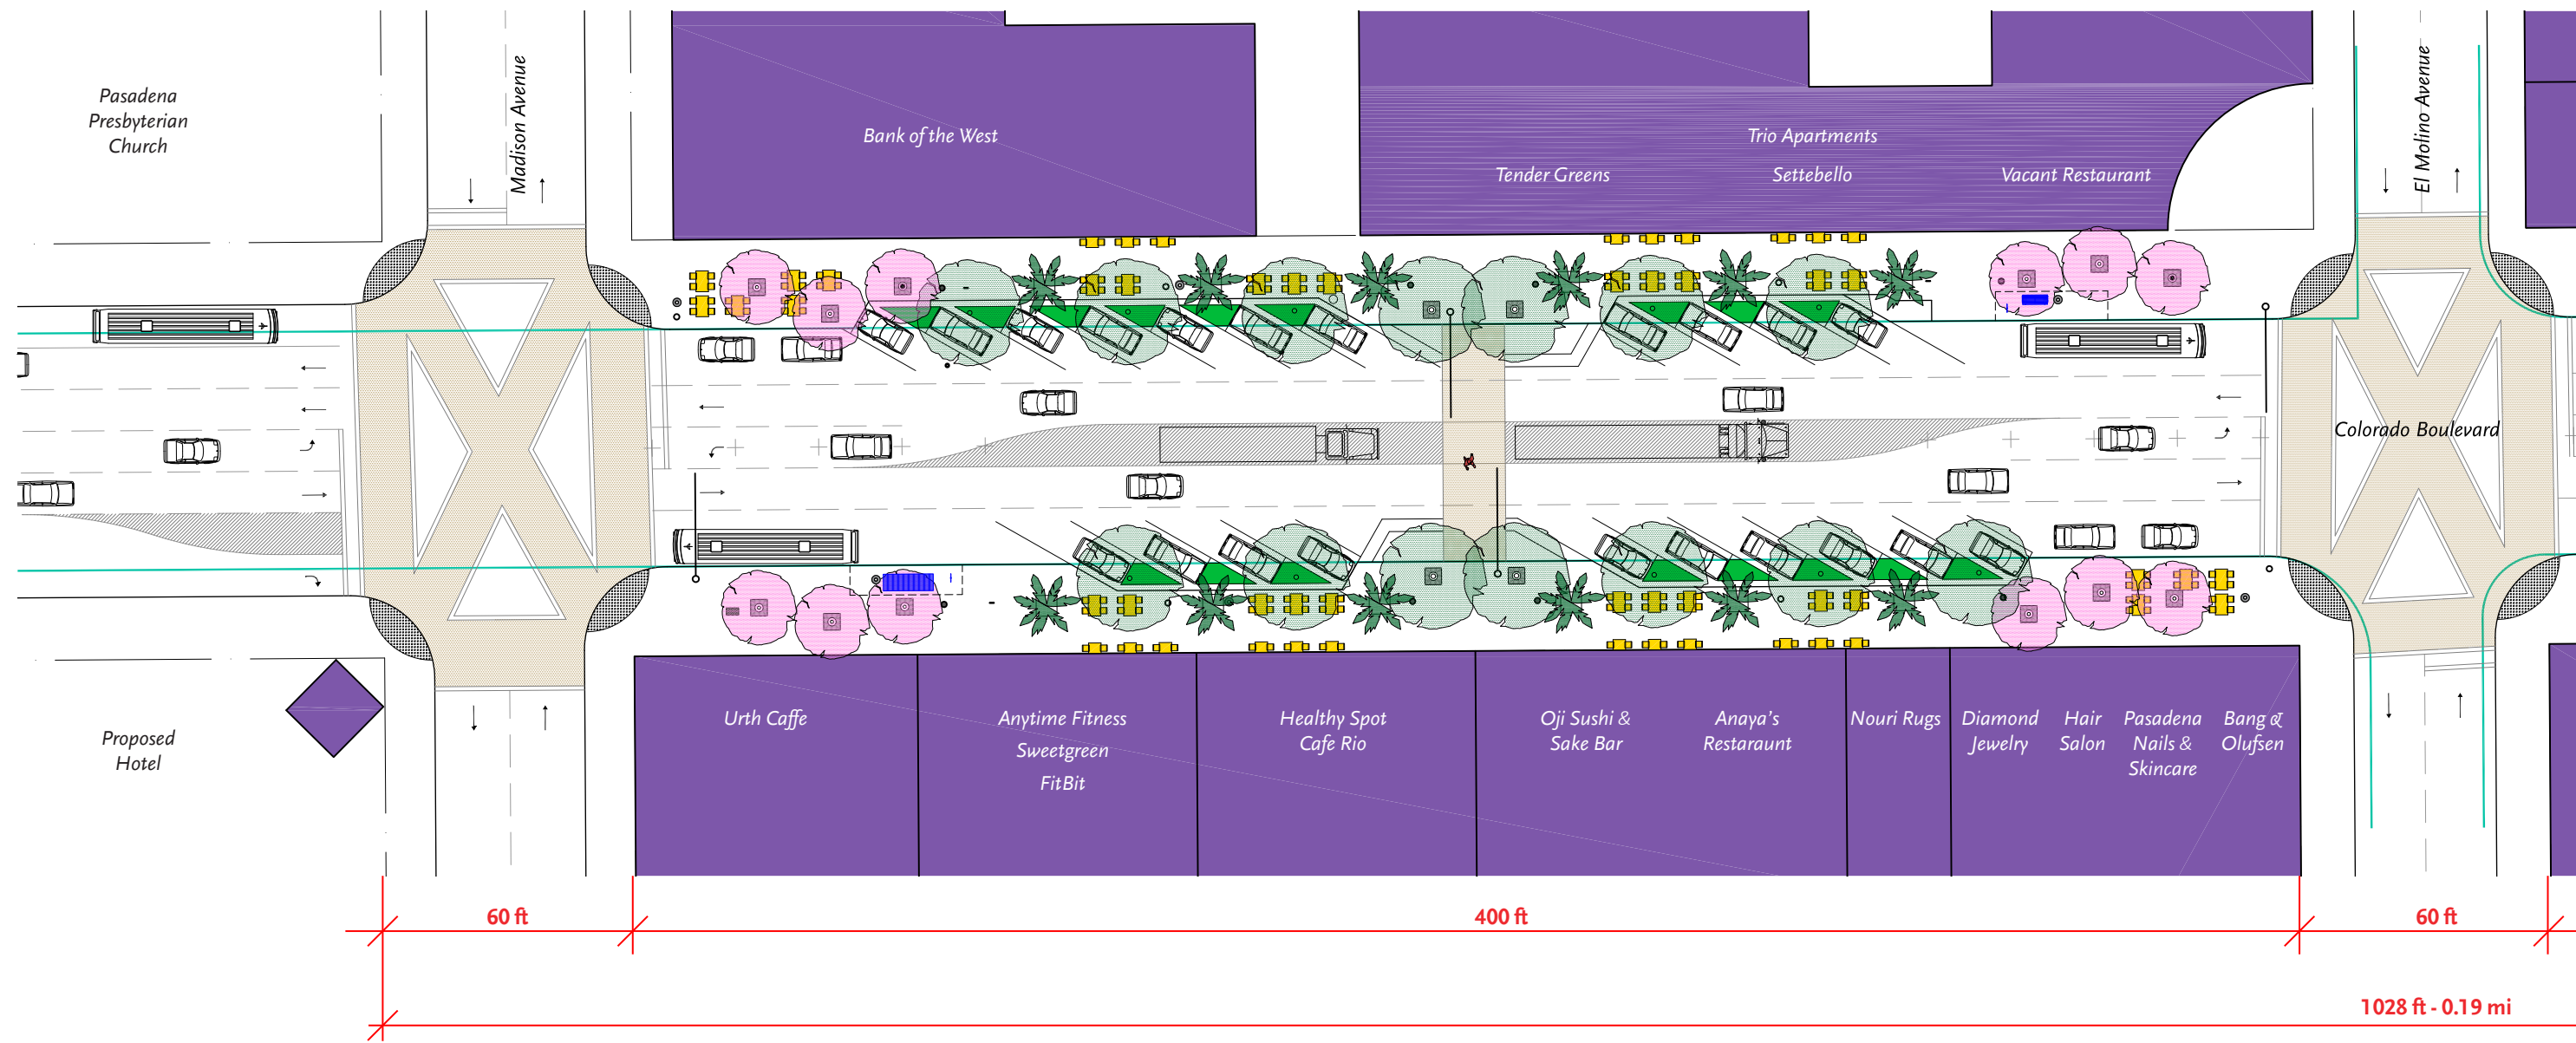 Pasadena
Presbyterian
Church
Madison Avenue
Bank of the West
Trio Apartments
Tender Greens
Settebello
Vacant Restaurant
El Molino Avenue
Colorado Boulevard
Proposed
Hotel
Urth Caffe
Anytime Fitness
Sweetgreen
FitBit
Healthy Spot
Cafe Rio
Oji Sushi &
Sake Bar
Anaya's
Restaraunt
Nouri Rugs
Diamond
Jewelry
Hair
Salon
Pasadena
Nails &
Skincare
Bang &
Olufsen
60 ft
400 ft
60 ft
1028 ft - 0.19 mi